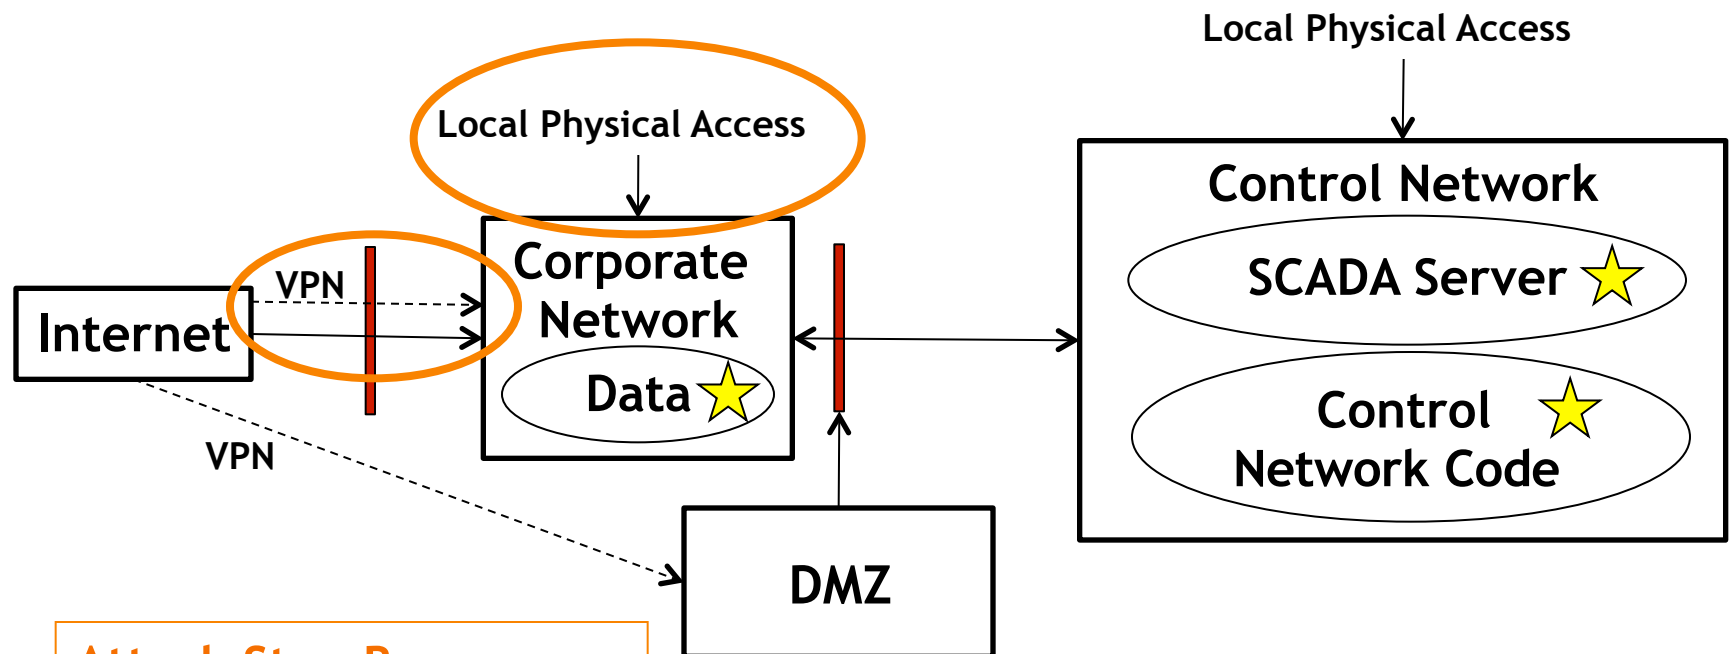 Local Physical Access
Local Physical Access
Control Network
SCADA Server
Control
Network Code
Corporate
Network
Data
VPN
Internet
VPN
DMZ